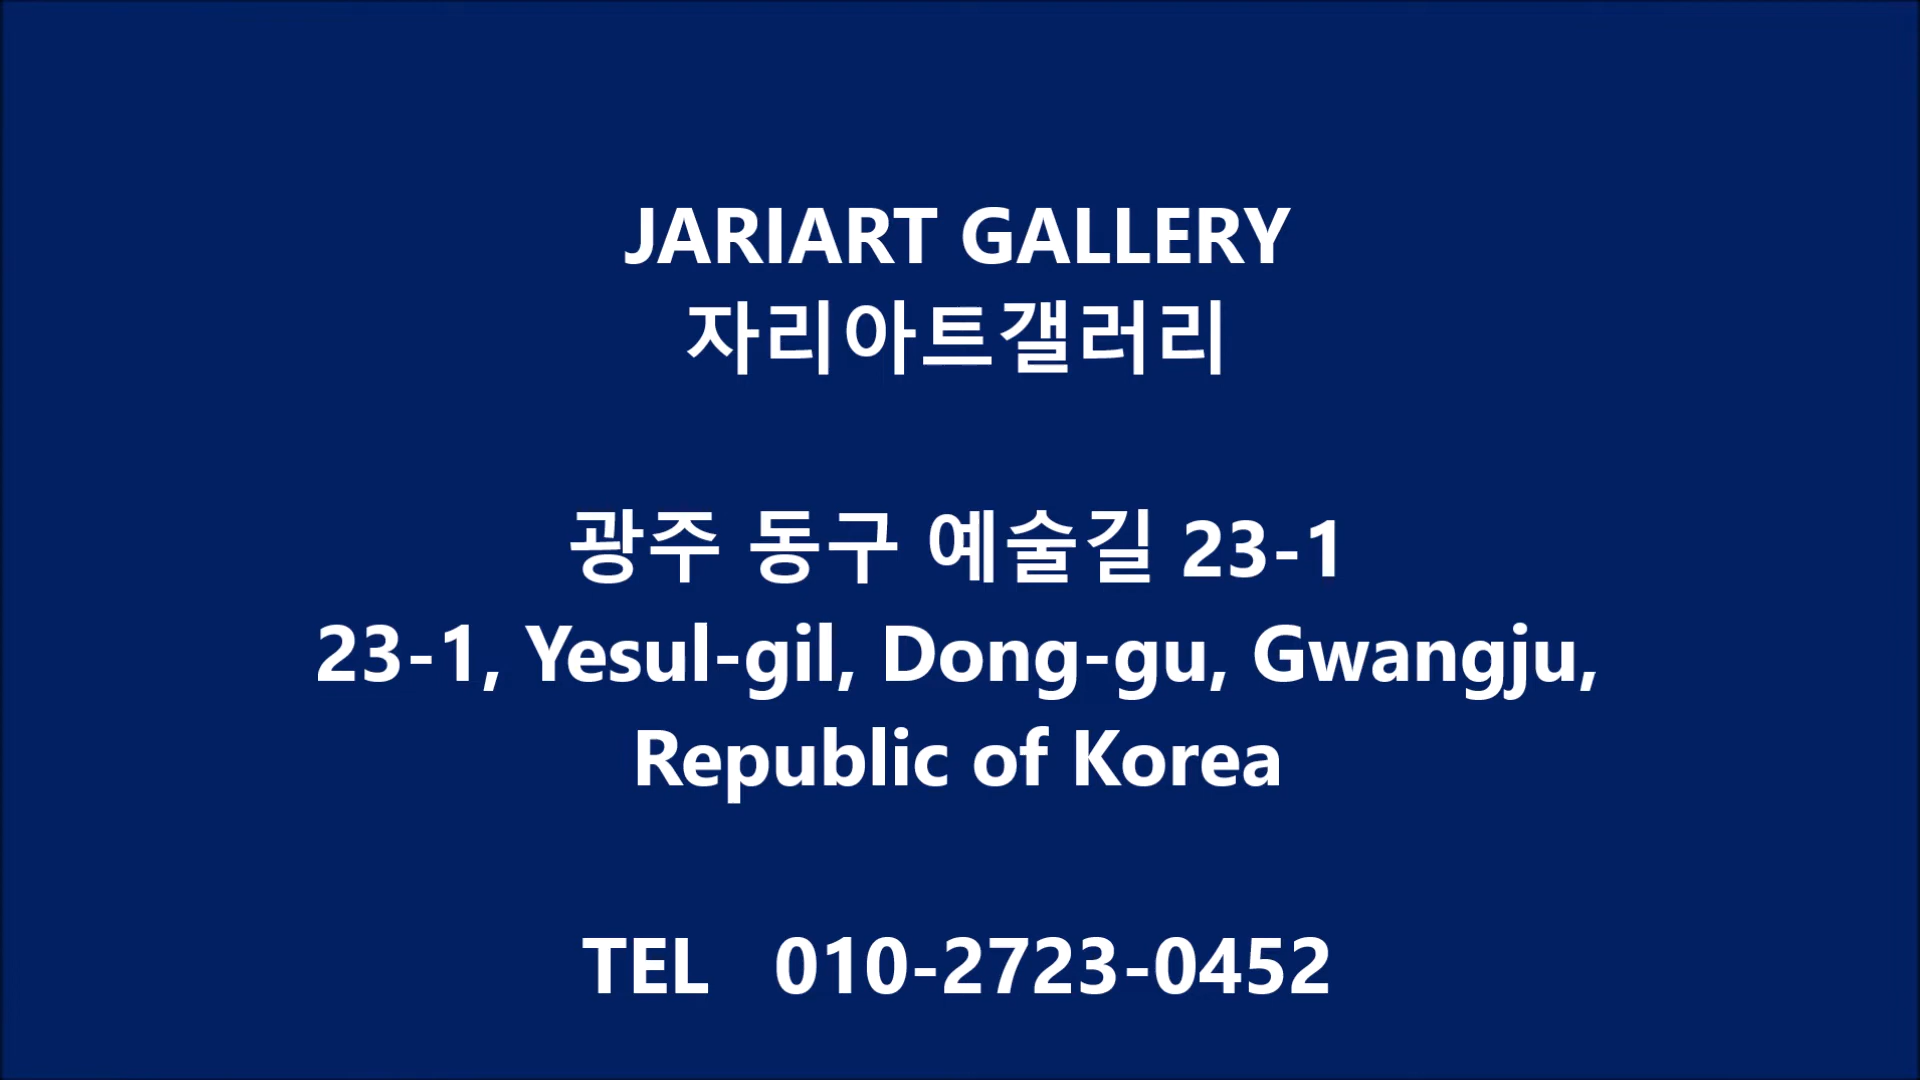 JARIART GALLERY
자리아트갤러리
광주 동구 예술길 23-1
23-1, Yesul-gil, Dong-gu, Gwangju,
Republic of Korea
TEL   010-2723-0452